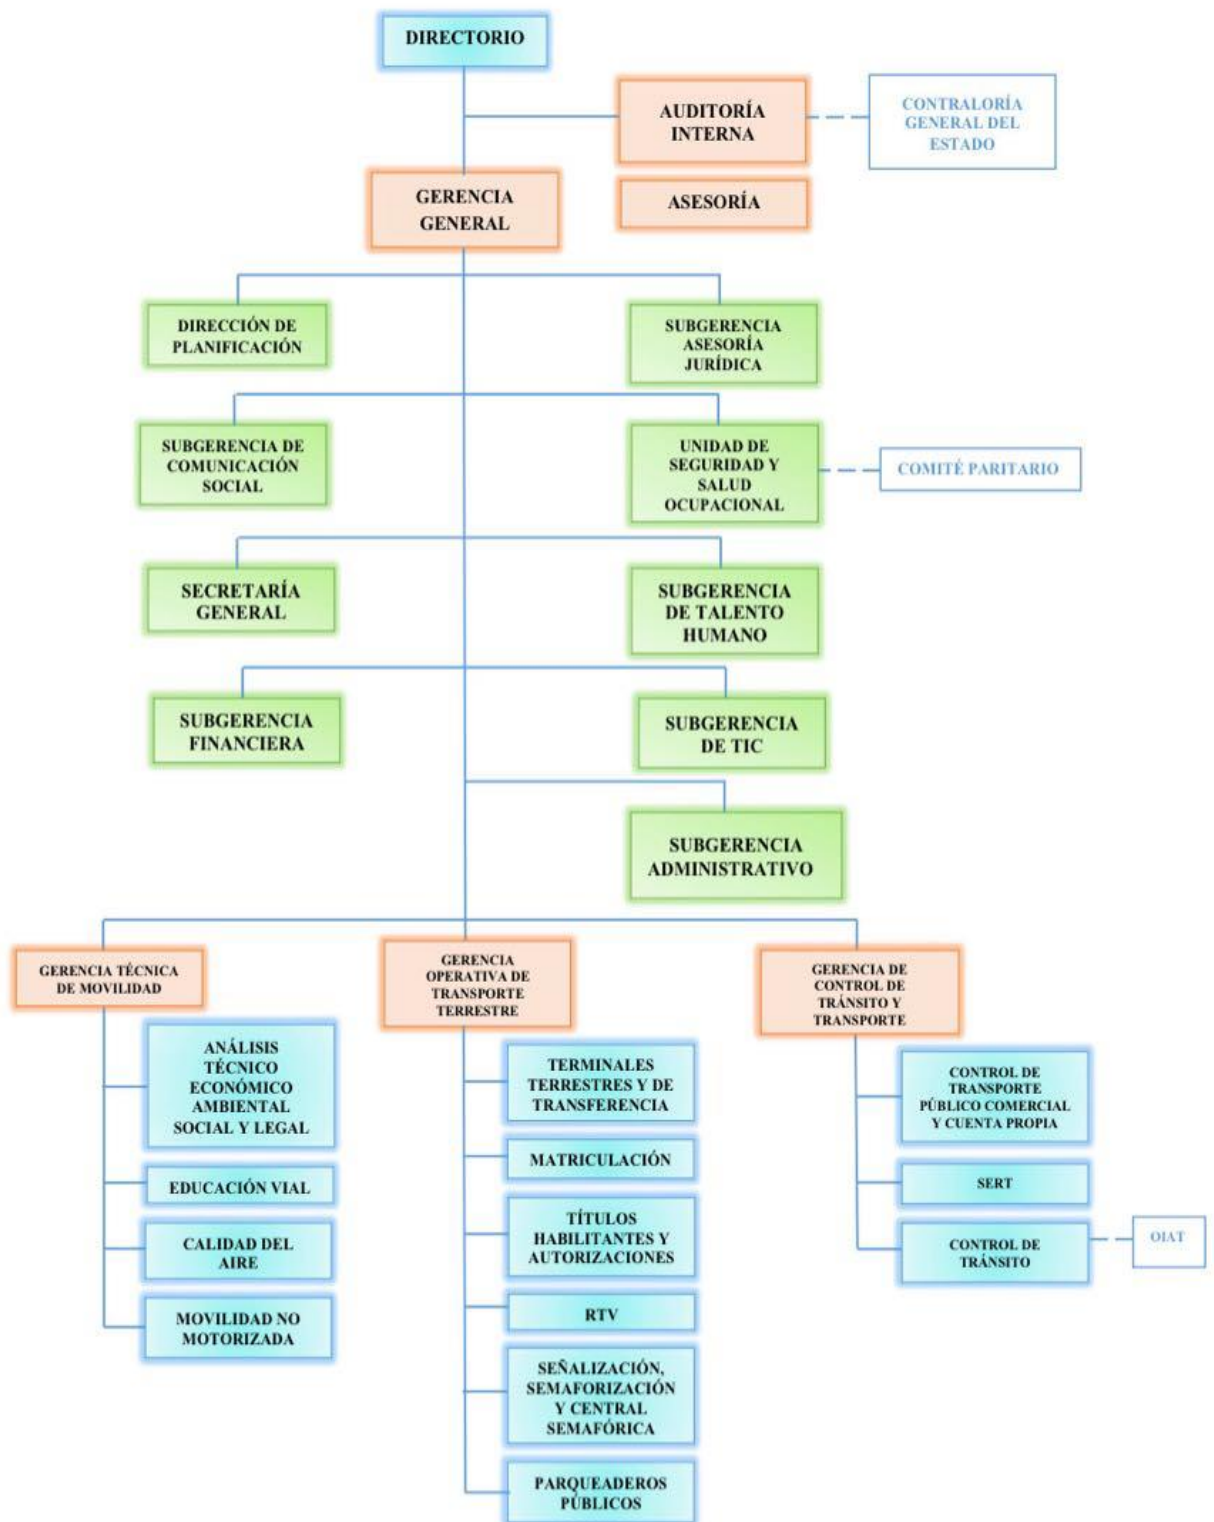 DIRECTORIO
AUDITORÍA
INTERNA
CONTRALORÍA
GENERAL DEL
ESTADO
GERENCIA
GENERAL
ASESORÍA
DIRECCIÓN DE
PLANIFICACIÓN
SUBGERENCIA
ASESORÍA
JURÍDICA
SUBGERENCIA DE
COMUNICACIÓN
SOCIAL
UNIDAD DE
SEGURIDAD Y
SALUD
OCUPACIONAL
COMITÉ PARITARIO
SECRETARÍA
GENERAL
SUBGERENCIA
DE TALENTO
HUMANO
SUBGERENCIA
FINANCIERA
SUBGERENCIA
DE TIC
SUBGERENCIA
ADMINISTRATIVO
GERENCIA TÉCNICA
DE MOVILIDAD
GERENCIA
OPERATIVA DE
TRANSPORTE
TERRESTRE
GERENCIA DE
CONTROL DE
TRÁNSITO Y
TRANSPORTE
ANÁLISIS
TÉCNICO
ECONÓMICO
AMBIENTAL
SOCIAL Y LEGAL
EDUCACIÓN VIAL
CALIDAD DEL
AIRE
MOVILIDAD NO
MOTORIZADA
TERMINALES
TERRESTRES Y DE
TRANSFERENCIA
MATRICULACIÓN
TÍTULOS
HABILITANTES Y
AUTORIZACIONES
RTV
SEÑALIZACIÓN,
SEMAFORIZACIÓN
Y CENTRAL
SEMAFÓRICA
PARQUEADEROS
PÚBLICOS
CONTROL DE
TRANSPORTE
PÚBLICO COMERCIAL
Y CUENTA PROPIA
SERT
CONTROL DE
TRÁNSITO
OIAT